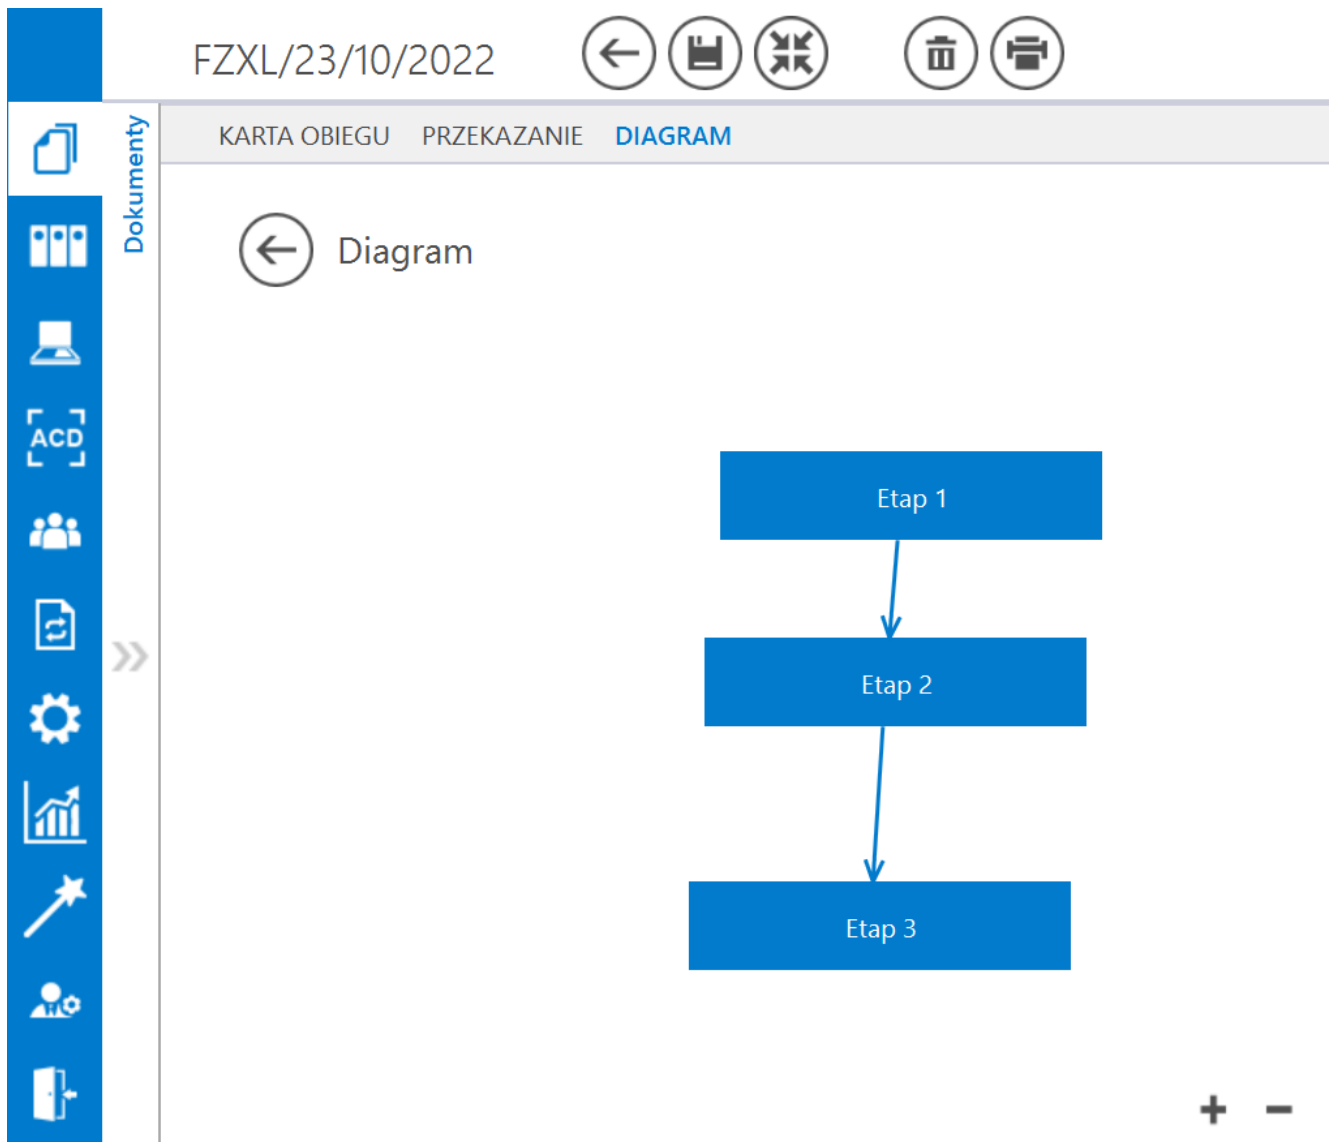 FZXL/23/10/2022
Dokumenty
KARTA OBIEGU PRZEKAZANIE DIAGRAM
Diagram
ACD
Etap 1
Etap 2
Etap 3